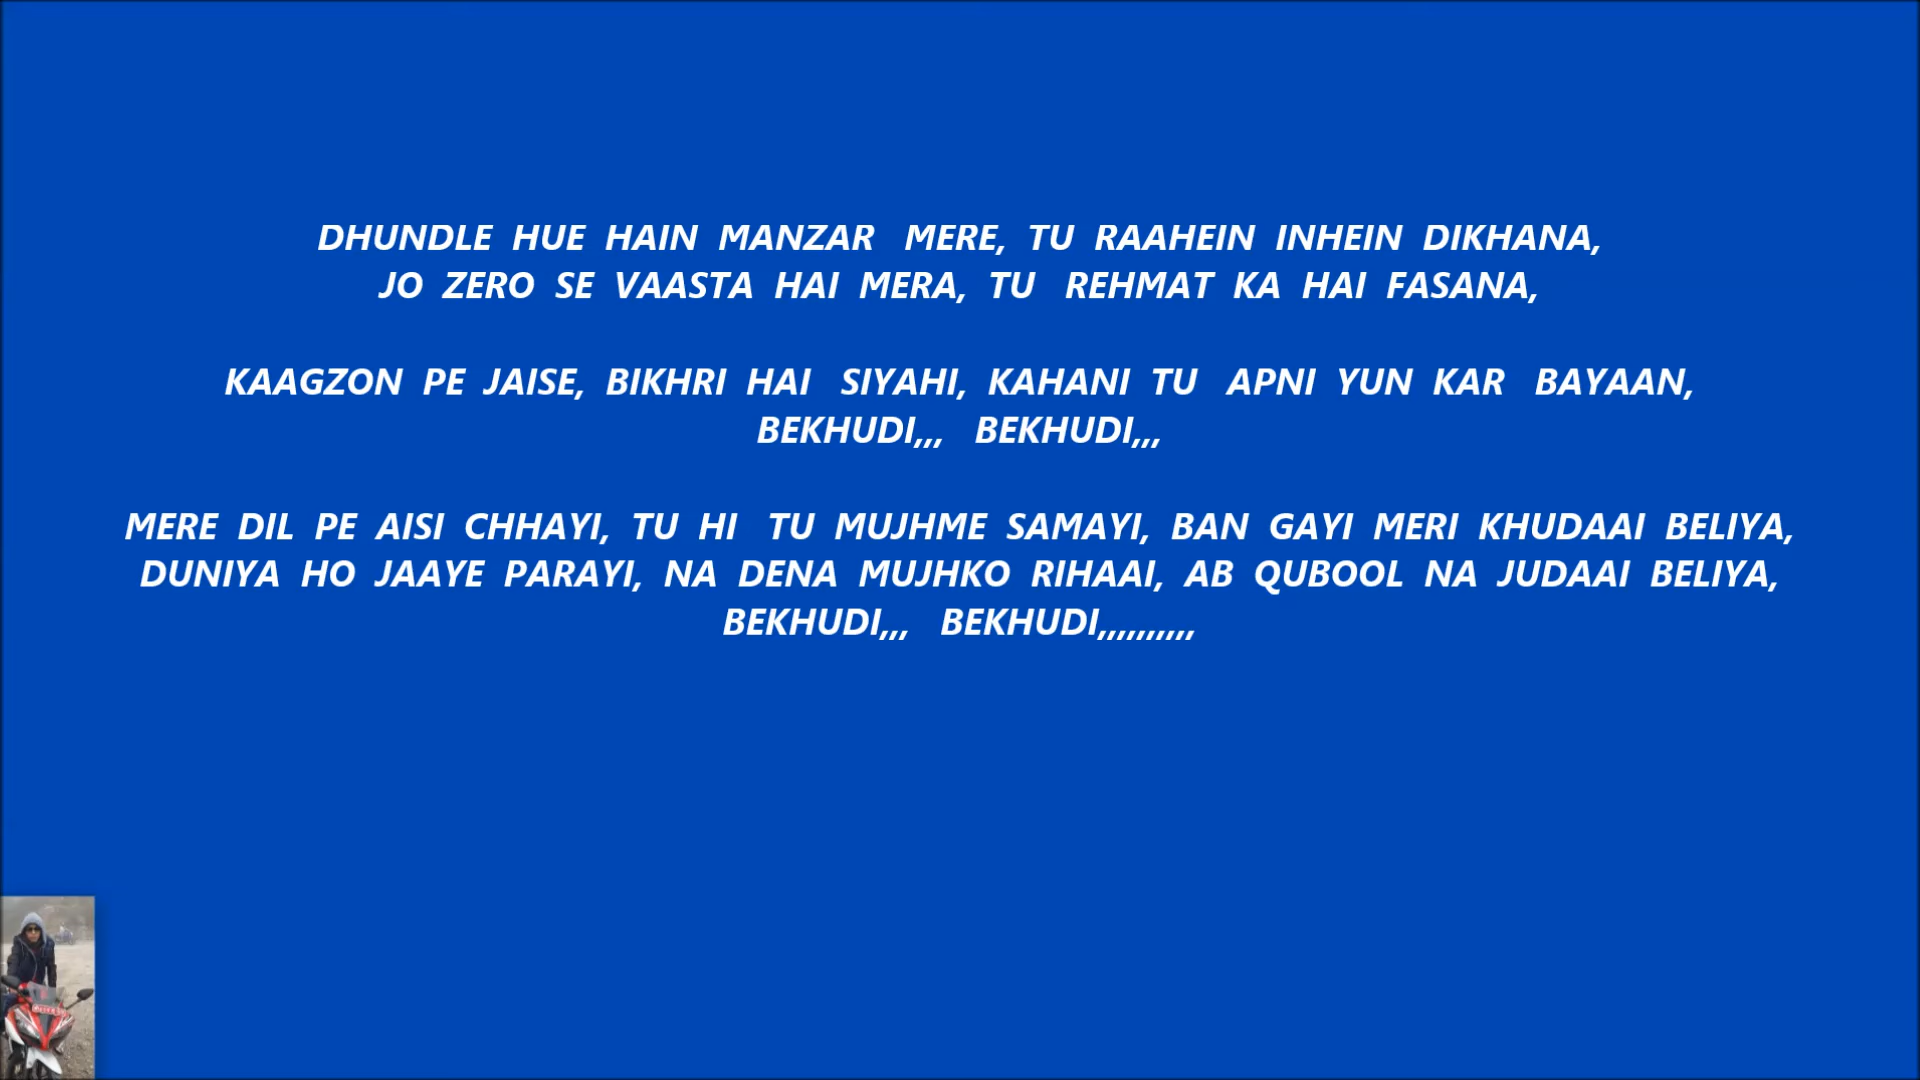 DHUNDLE HUE HAIN MANZAR MERE, TU RAAHEIN INHEIN DIKHANA,
JO ZERO SE VAASTA HAI MERA, TU REHMAT KA HAI FASANA,
KAAGZON PE JAISE, BIKHRI HAI SIYAHI, KAHANI TU APNI YUN KAR BAYAAN,
BEKHUDI,,, BEKHUDI,,,
MERE DIL PE AISI CHHAYI, TU HI TU MUJHME SAMAYI, BAN GAYI MERI KHUDAAI BELIYA,
DUNIYA HO JAAYE PARAYI, NA DENA MUJHKO RIHAAI, AB QUBOOL NA JUDAAI BELIYA,
BEKHUDI,,, BEKHUDI,,,,,,,,,,